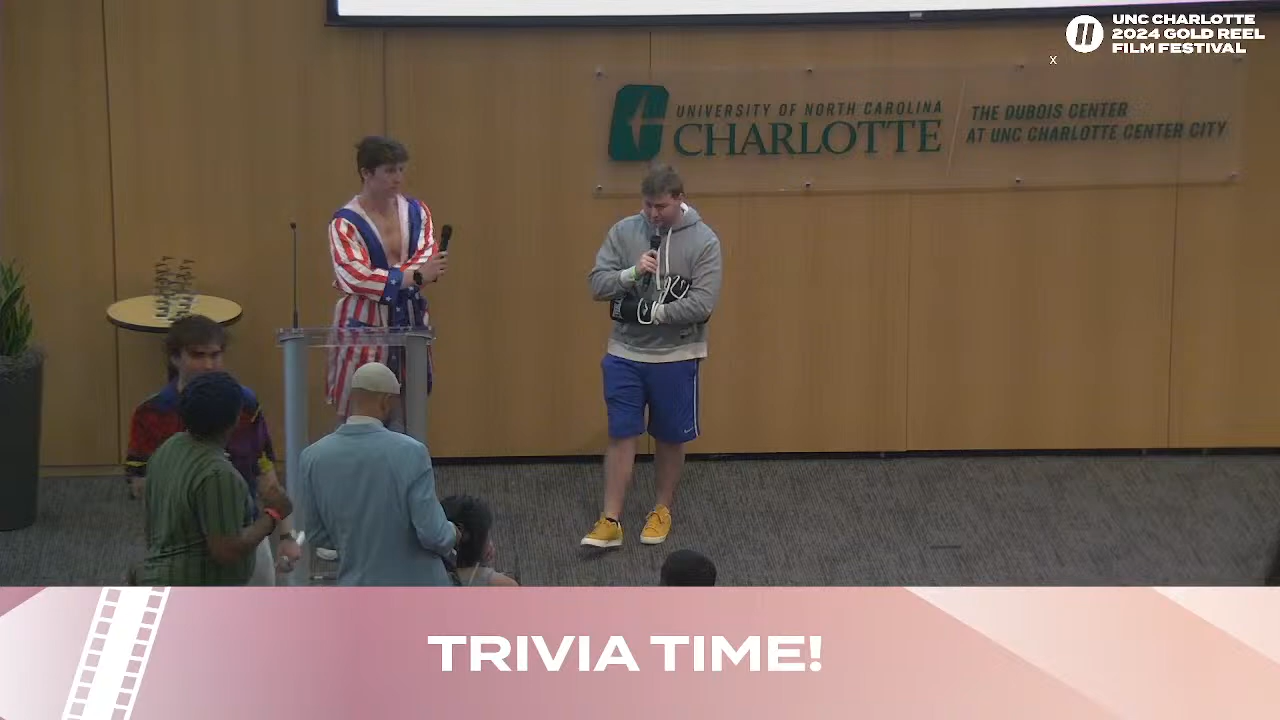 UNC CHARLOTTE
2024 GOLD REEL
FILM FESTIVAL
x
UNIVERSITY OF NORTH CAROLINA
CHARLOTTE
THE DUBOIS CENTER
AT UNC CHARLOTTE CENTER CITY
TRIVIA TIME!